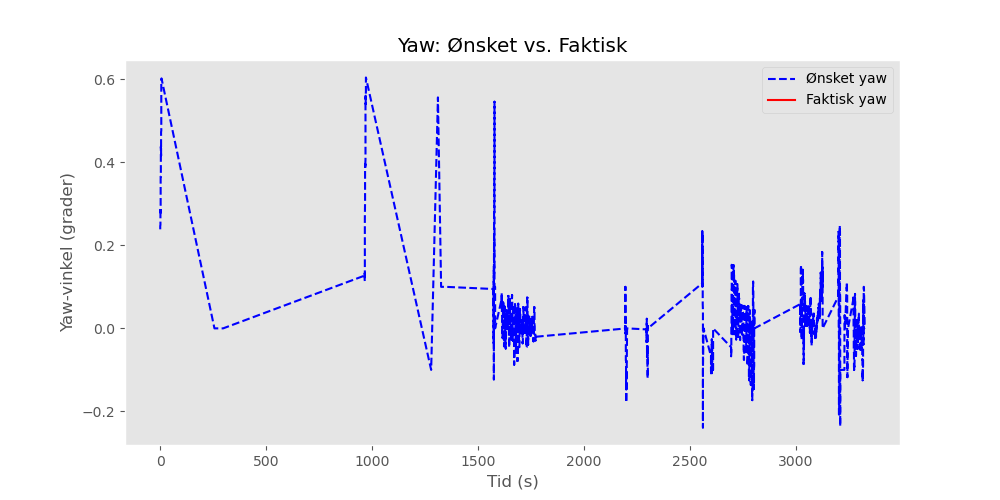 Yaw: Ønsket vs. Faktisk
Ønsket yaw
Faktisk yaw
Yaw-vinkel (grader)
0.6
0.4
0.2
0.0
−0.2
0 500 1000 1500 2000 2500 3000
Tid (s)